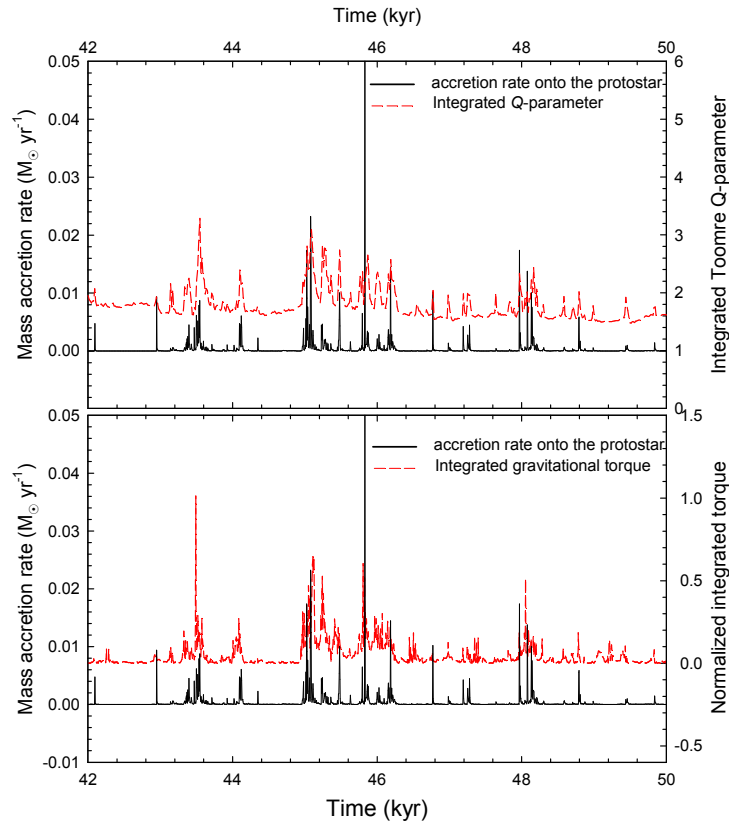 Time (kyr)
42 44 46 48 50
0.05 6
accretion rate onto the protostar
Integrated Q-parameter
0.04 5
0.03 4
0.02 3
0.01 2
0.00 1
0
Mass accretion rate (M☉ yr⁻¹)
Integrated Toomre Q-parameter
0.05 1.5
accretion rate onto the protostar
Integrated gravitational torque
0.04
1.0
0.03
0.02 0.5
0.01
0.0
0.00
-0.5
-0.01
Mass accretion rate (M☉ yr⁻¹)
Normalized integrated torque
42 44 46 48 50
Time (kyr)